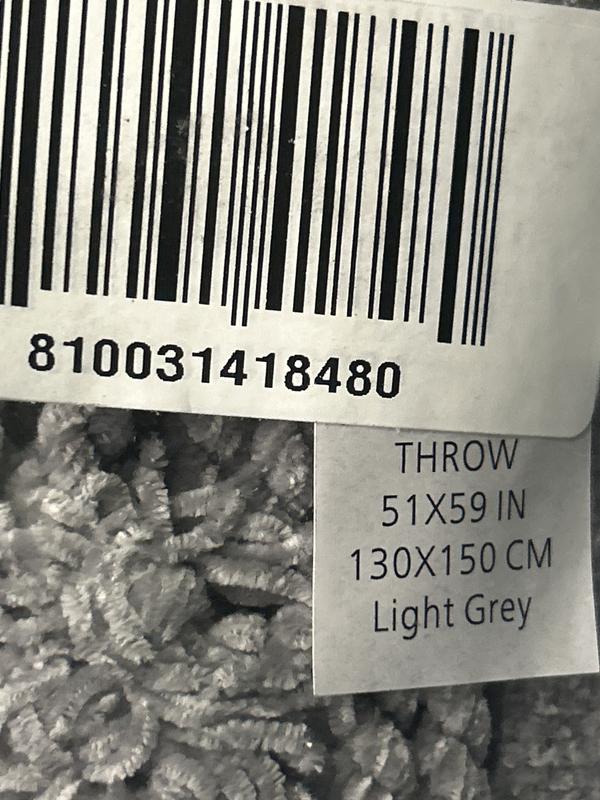 810031418480
THROW
51X59 IN
130X150 CM
Light Grey